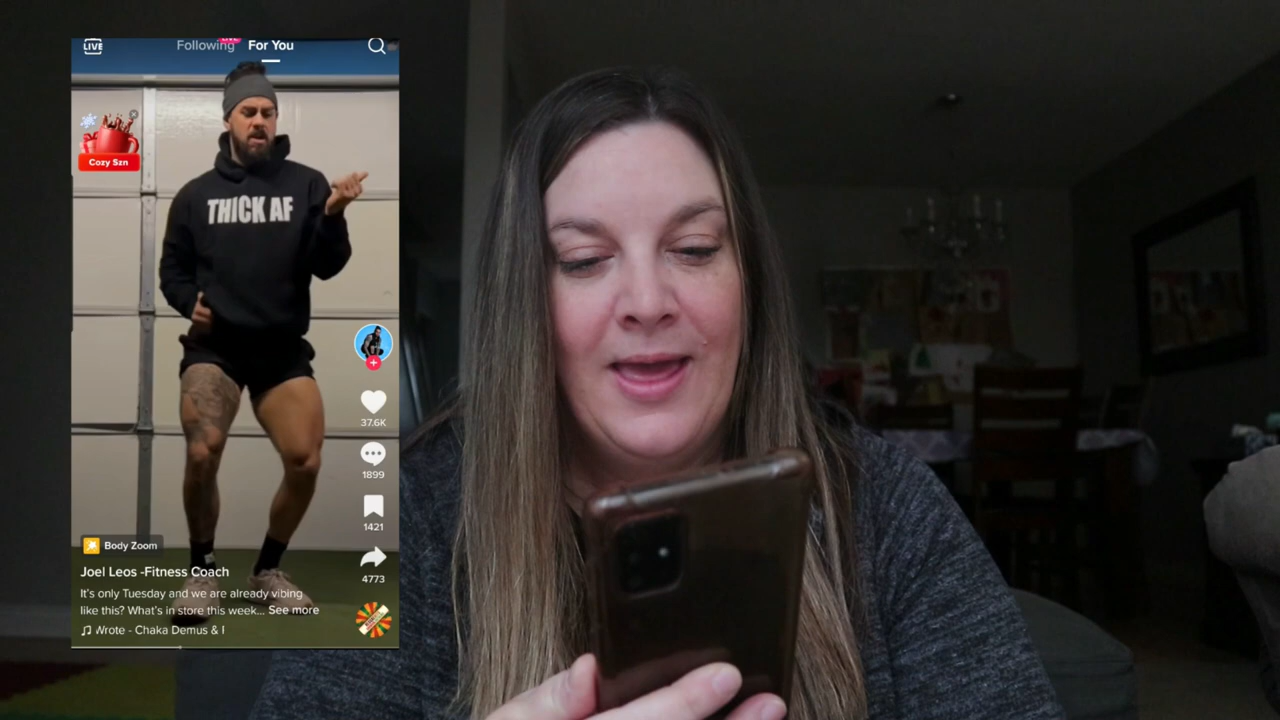 LIVE
Following
LIVE
For You
Cozy Szn
THICK AF
37.6K
1899
1421
4773
Body Zoom
Joel Leos -Fitness Coach
It's only Tuesday and we are already vibing
like this? What's in store this week... See more
Wrote - Chaka Demus &